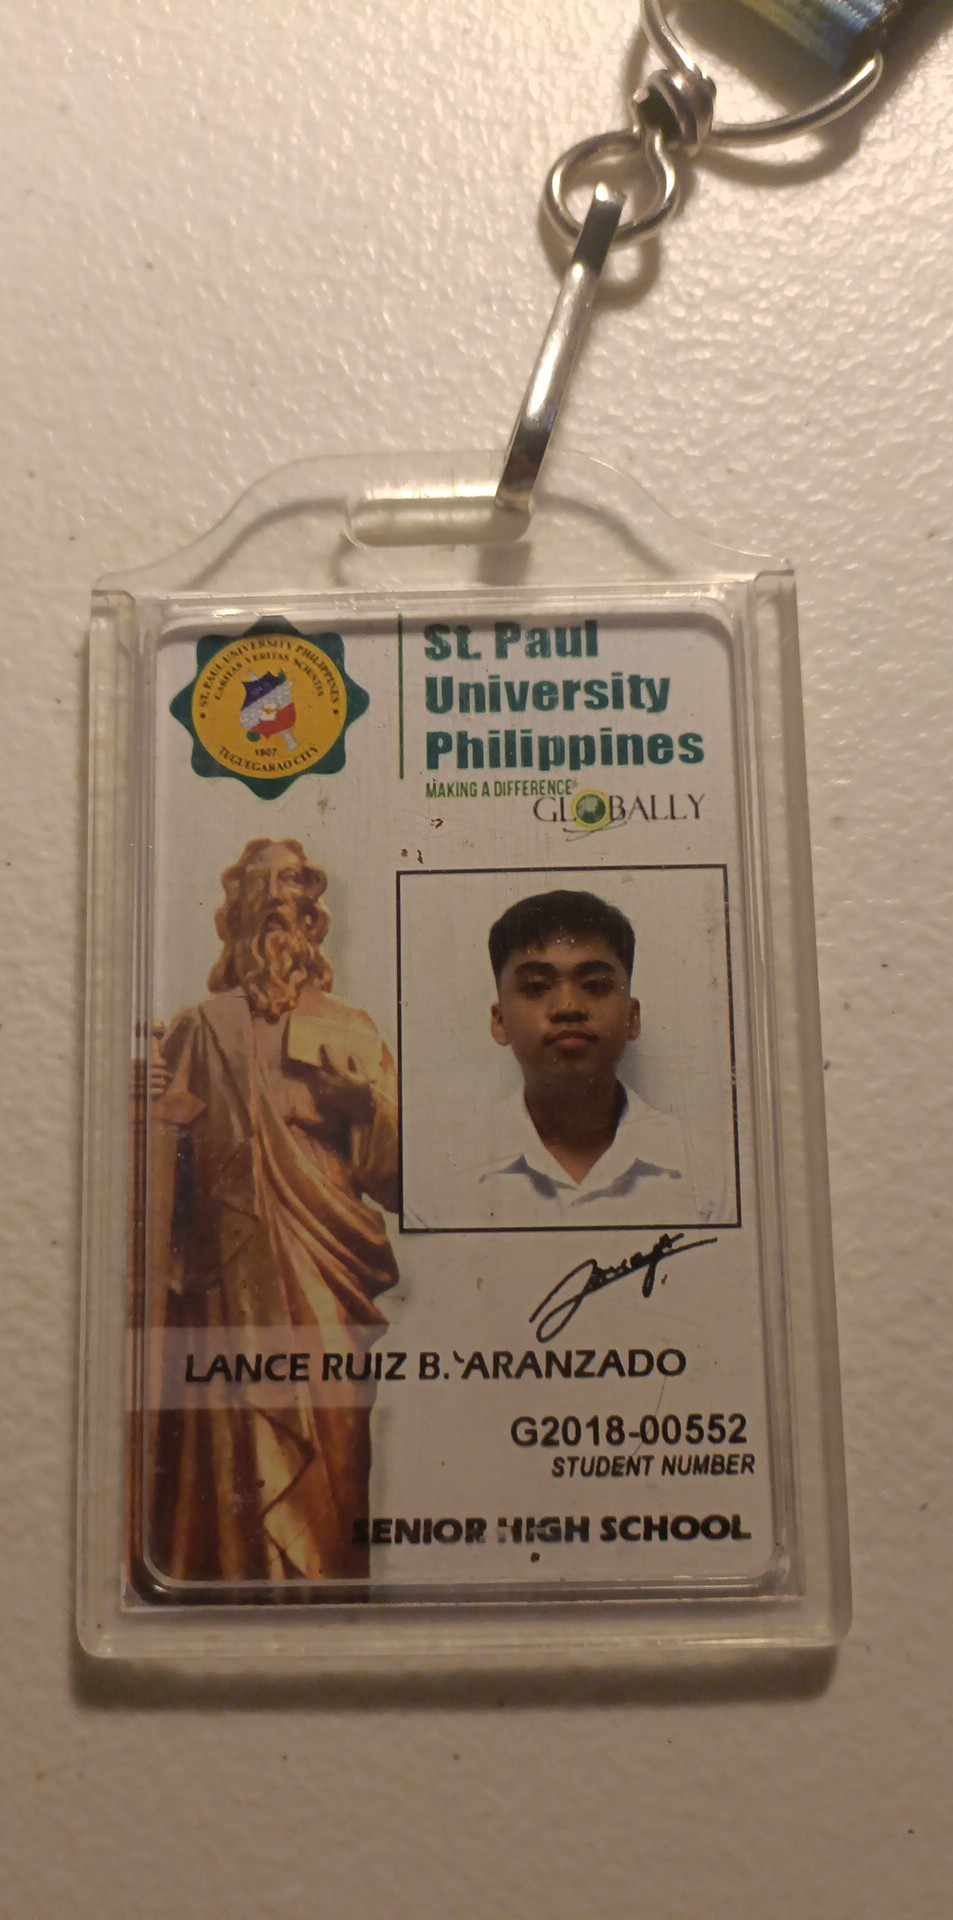 ST. PAUL UNIVERSITY PHILIPPINES
CARITAS VERITAS SCIENTIA
1907
TUGUEGARAO CITY
St. Paul
University
Philippines
MAKING A DIFFERENCE
GLOBALLY
LANCE RUIZ B. ARANZADO
G2018-00552
STUDENT NUMBER
SENIOR HIGH SCHOOL